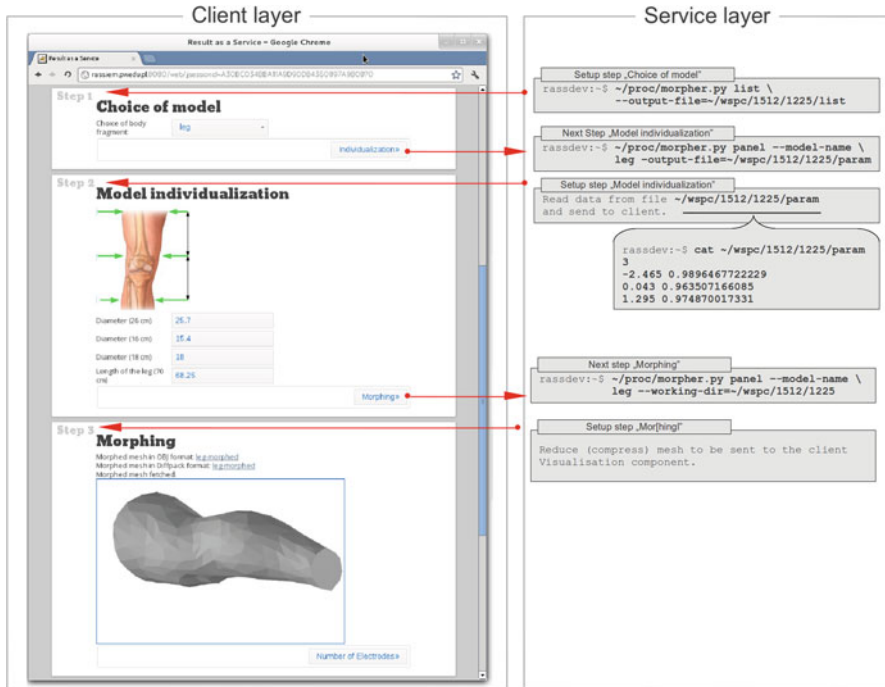 Client layer
Service layer
Result as a Service – Google Chrome
Result as a Service
Step 1
Choice of model
Choice of body
fragment
leg
individualization»
Step 2
Model individualization
Diameter (26 cm)
25.7
Diameter (16 cm)
15.4
Diameter (18 cm)
18
Length of the leg (70
cm)
68.25
Morphing»
Step 3
Morphing
Morphed mesh in OBJ format: leg.morphed
Morphed mesh in Diffpack format: leg.morphed
Morphed mesh fetched.
Number of Electrodes»
Setup step „Choice of model"
rassdev:~$ ~/proc/morpher.py list \
--output-file=~/wspc/1512/1225/list
Next Step „Model individualization"
rassdev:~$ ~/proc/morpher.py panel --model-name \
leg -output-file=~/wspc/1512/1225/param
Setup step „Model individualization"
Read data from file ~/wspc/1512/1225/param
and send to client.
rassdev:~$ cat ~/wspc/1512/1225/param
3
-2.465 0.9896467722229
0.043 0.963507166085
1.295 0.974870017331
Next step „Morphing"
rassdev:~$ ~/proc/morpher.py panel --model-name \
leg --working-dir=~/wspc/1512/1225
Setup step „Mor[hingl"
Reduce (compress) mesh to be sent to the client
Visualisation component.